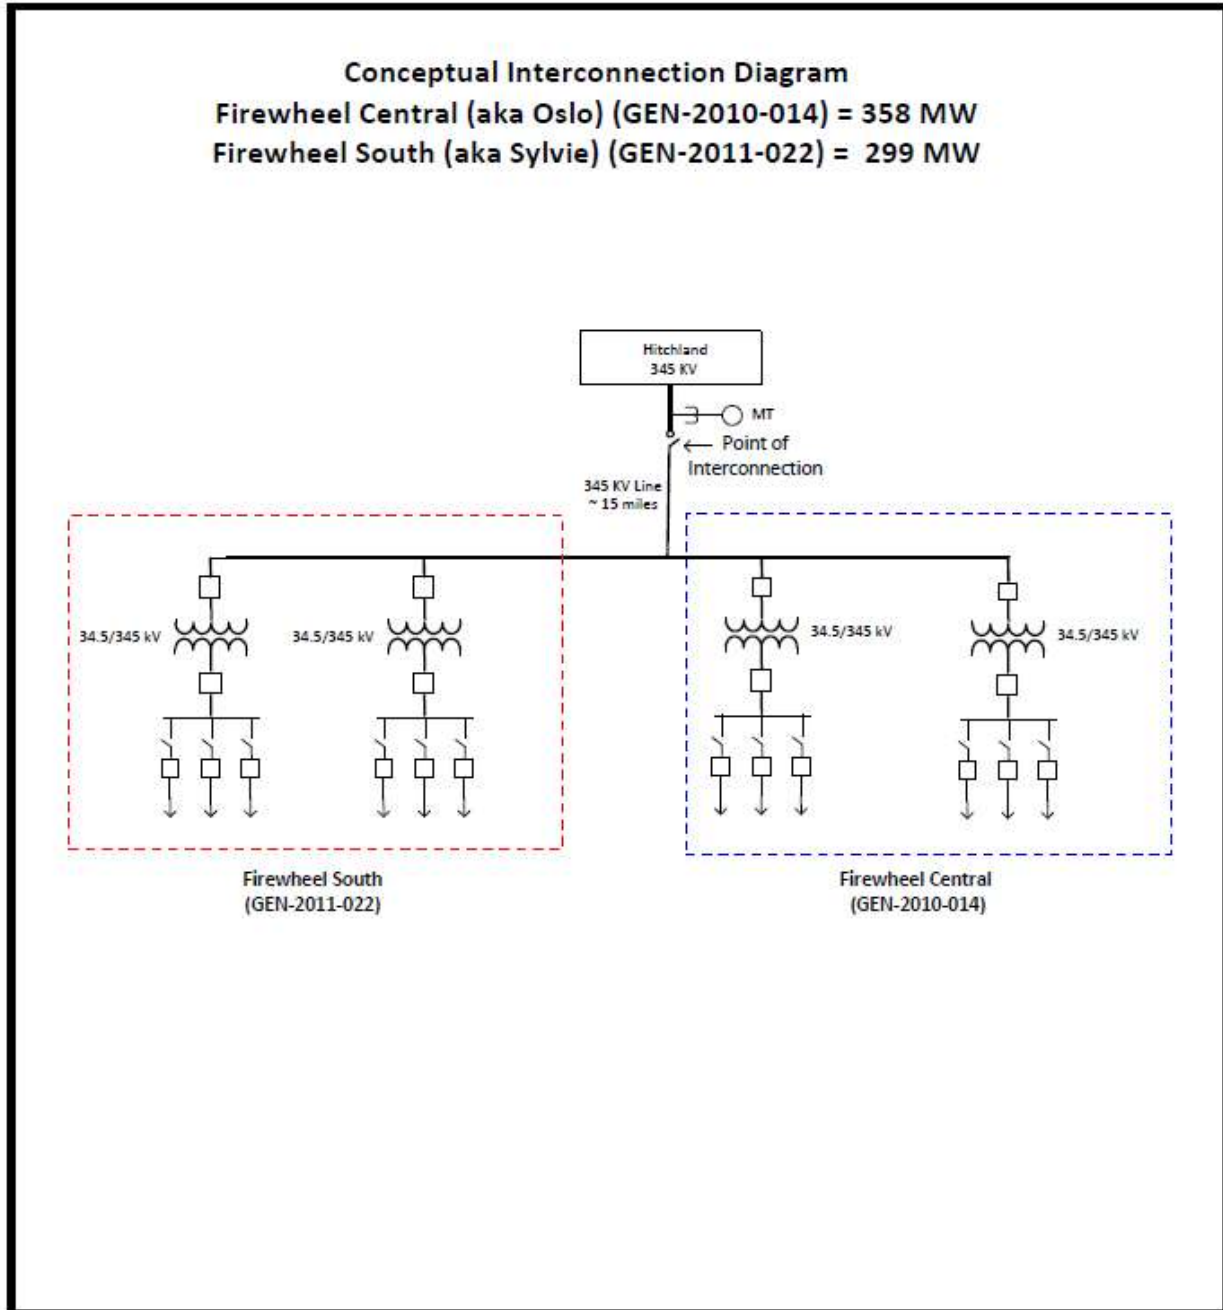 Conceptual Interconnection Diagram
Firewheel Central (aka Oslo) (GEN-2010-014) = 358 MW
Firewheel South (aka Sylvie) (GEN-2011-022) = 299 MW
Hitchland
345 KV
MT
Point of
Interconnection
345 KV Line
~ 15 miles
34.5/345 kV
34.5/345 kV
34.5/345 kV
34.5/345 kV
Firewheel South
(GEN-2011-022)
Firewheel Central
(GEN-2010-014)